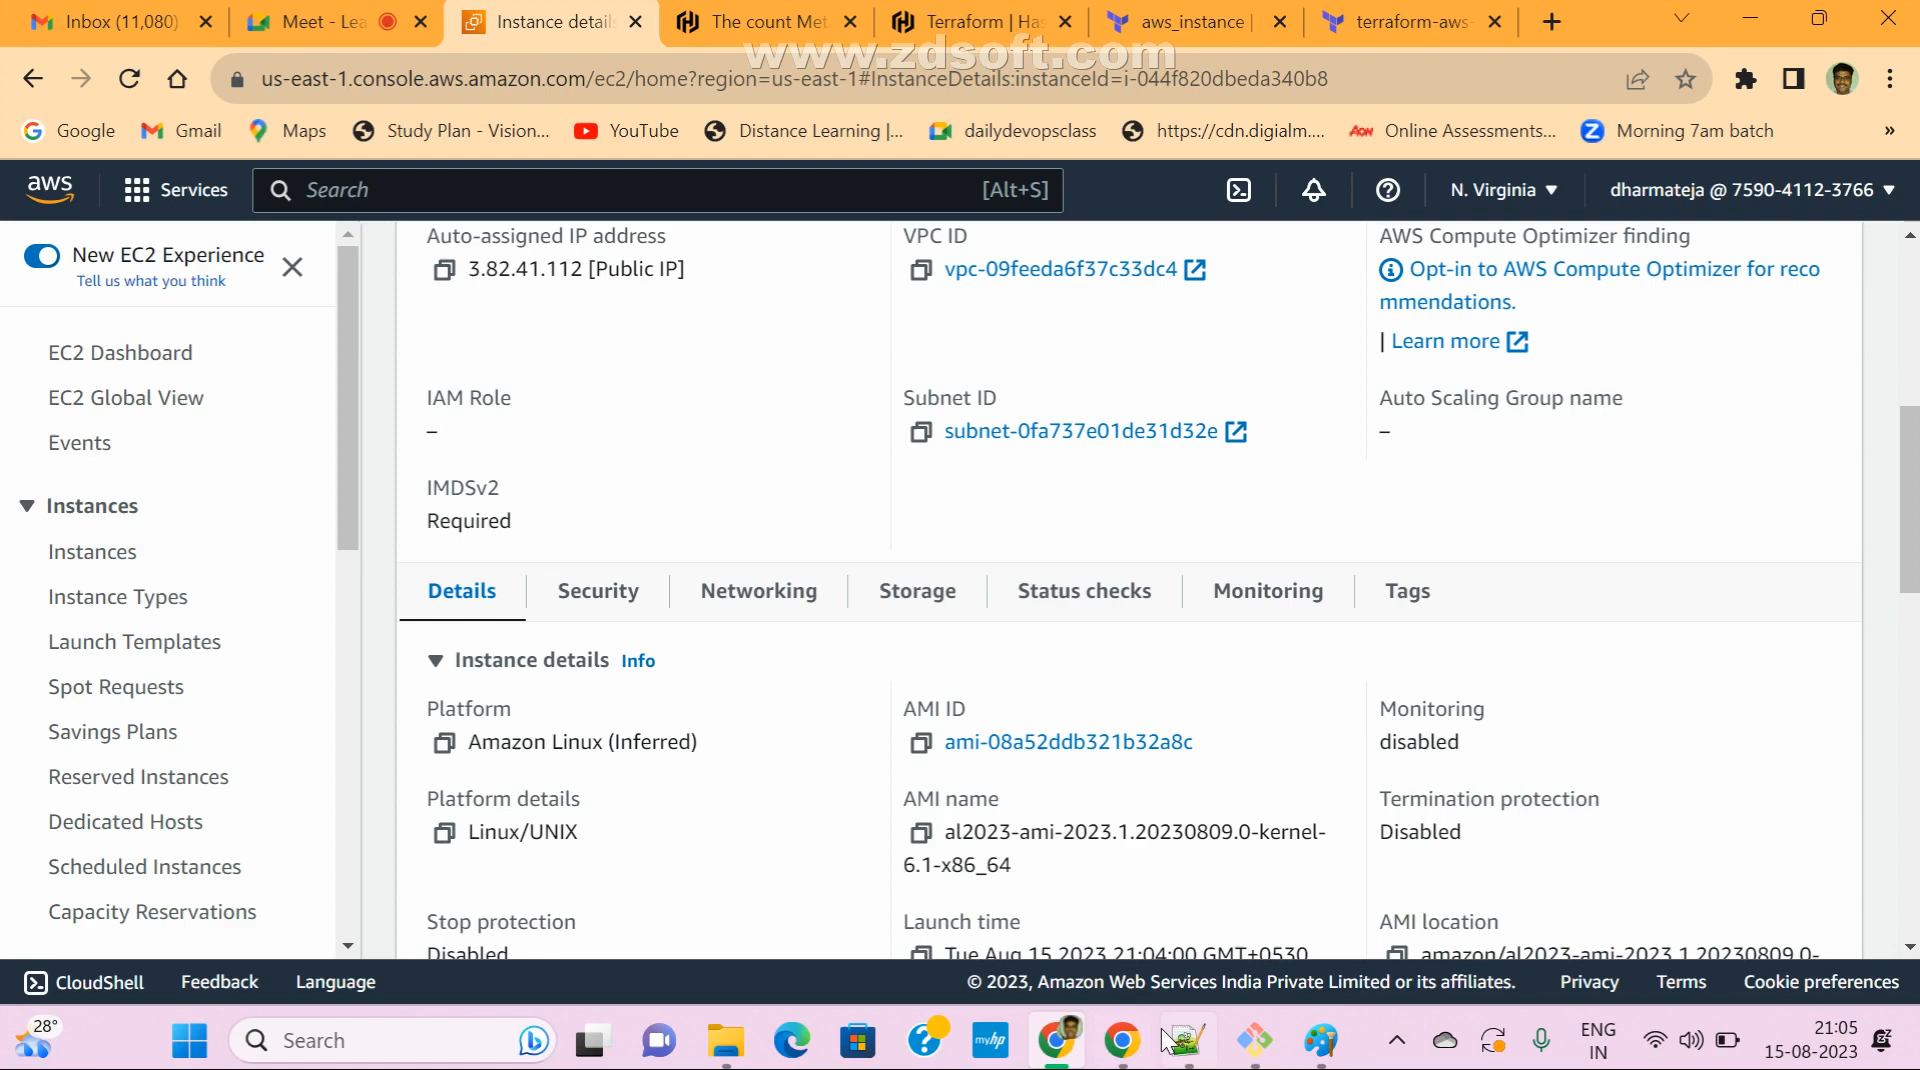 Inbox (11,080)
Meet - Lea
Instance details
The count Met
Terraform | Has
aws_instance |
terraform-aws-
www.zdsoft.com
us-east-1.console.aws.amazon.com/ec2/home?region=us-east-1#InstanceDetails:instanceId=i-044f820dbeda340b8
Google
Gmail
Maps
Study Plan - Vision...
YouTube
Distance Learning |...
dailydevopsclass
https://cdn.digialm....
Aon
Online Assessments...
Z
Morning 7am batch
»
aws
Services
Search
[Alt+S]
N. Virginia
dharmateja @ 7590-4112-3766
New EC2 Experience
Tell us what you think
EC2 Dashboard
EC2 Global View
Events
Instances
Instances
Instance Types
Launch Templates
Spot Requests
Savings Plans
Reserved Instances
Dedicated Hosts
Scheduled Instances
Capacity Reservations
Auto-assigned IP address
3.82.41.112 [Public IP]
VPC ID
vpc-09feeda6f37c33dc4
AWS Compute Optimizer finding
Opt-in to AWS Compute Optimizer for reco
mmendations.
| Learn more
IAM Role
–
Subnet ID
subnet-0fa737e01de31d32e
Auto Scaling Group name
–
IMDSv2
Required
Details
Security
Networking
Storage
Status checks
Monitoring
Tags
Instance details Info
Platform
Amazon Linux (Inferred)
AMI ID
ami-08a52ddb321b32a8c
Monitoring
disabled
Platform details
Linux/UNIX
AMI name
al2023-ami-2023.1.20230809.0-kernel-
6.1-x86_64
Termination protection
Disabled
Stop protection
Disabled
Launch time
Tue Aug 15 2023 21:04:00 GMT+0530
AMI location
amazon/al2023-ami-2023.1.20230809.0-
CloudShell
Feedback
Language
© 2023, Amazon Web Services India Private Limited or its affiliates.
Privacy
Terms
Cookie preferences
28°
Search
myhp
ENG
IN
21:05
15-08-2023